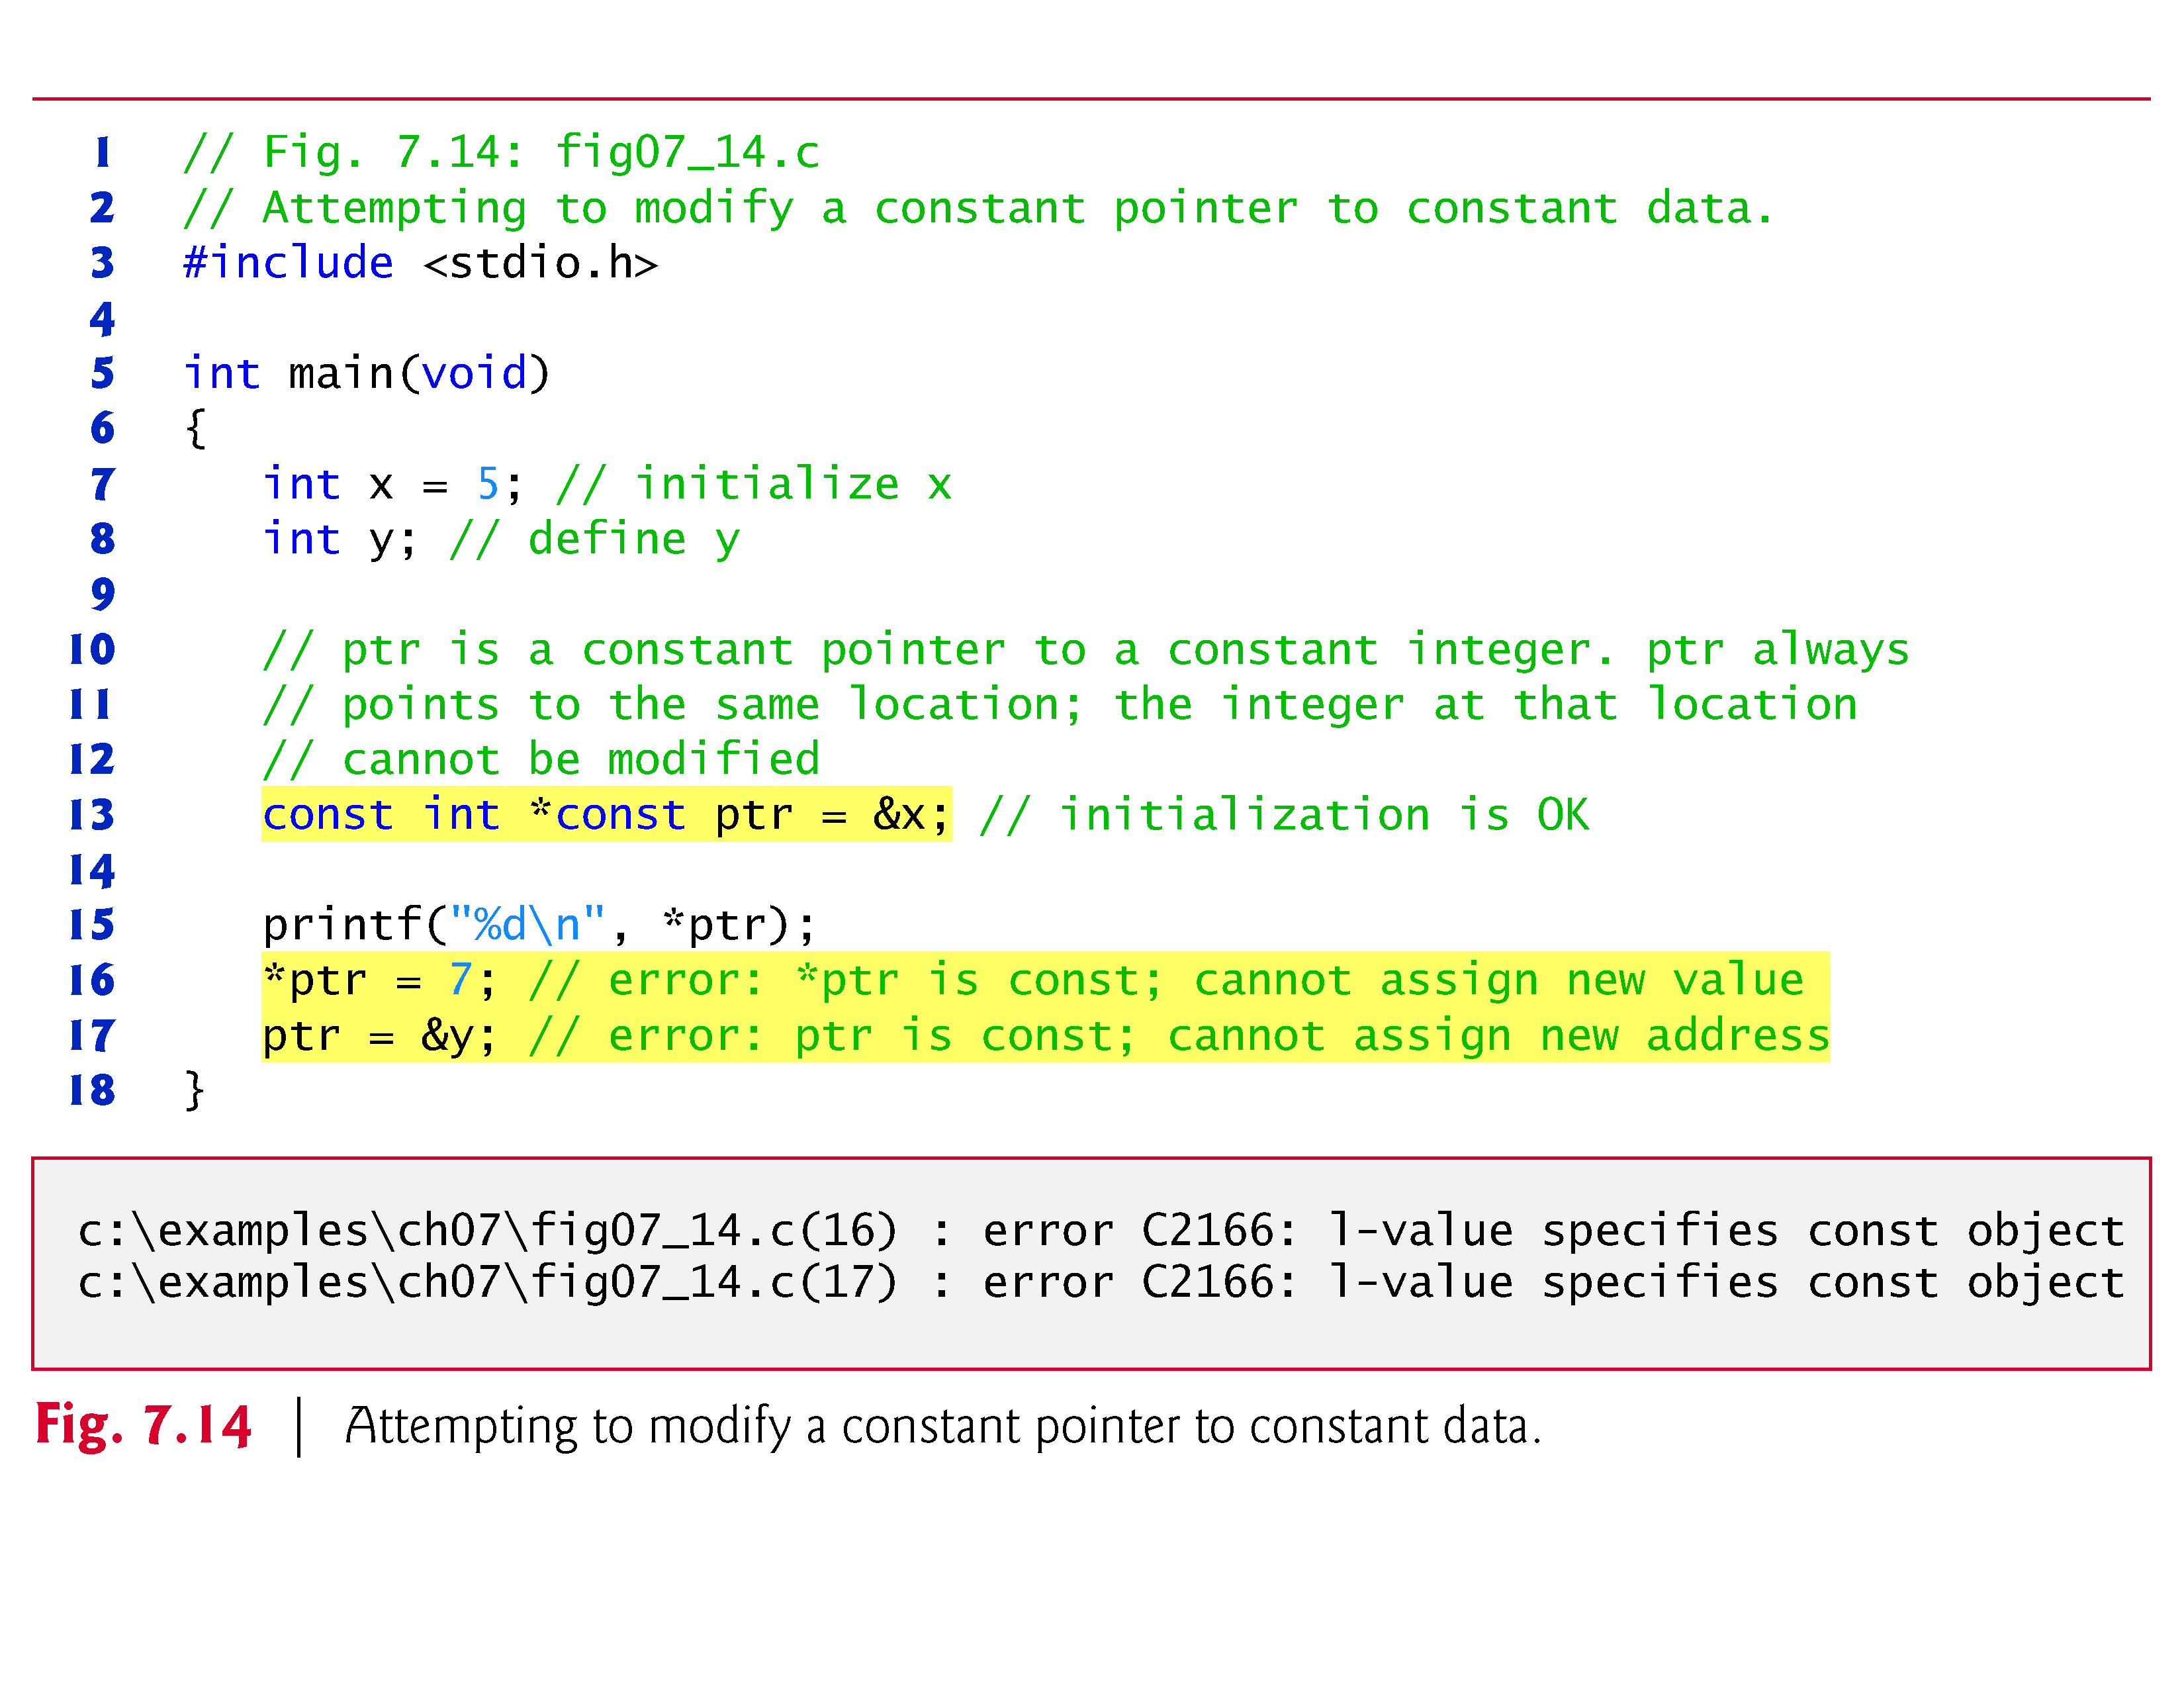 1 // Fig. 7.14: fig07_14.c
2 // Attempting to modify a constant pointer to constant data.
3 #include <stdio.h>
4
5 int main(void)
6 {
7    int x = 5; // initialize x
8    int y; // define y
9
10    // ptr is a constant pointer to a constant integer. ptr always
11    // points to the same location; the integer at that location
12    // cannot be modified
13    const int *const ptr = &x; // initialization is OK
14
15    printf("%d\n", *ptr);
16    *ptr = 7; // error: *ptr is const; cannot assign new value
17    ptr = &y; // error: ptr is const; cannot assign new address
18 }
c:\examples\ch07\fig07_14.c(16) : error C2166: l-value specifies const object
c:\examples\ch07\fig07_14.c(17) : error C2166: l-value specifies const object
Fig. 7.14 | Attempting to modify a constant pointer to constant data.